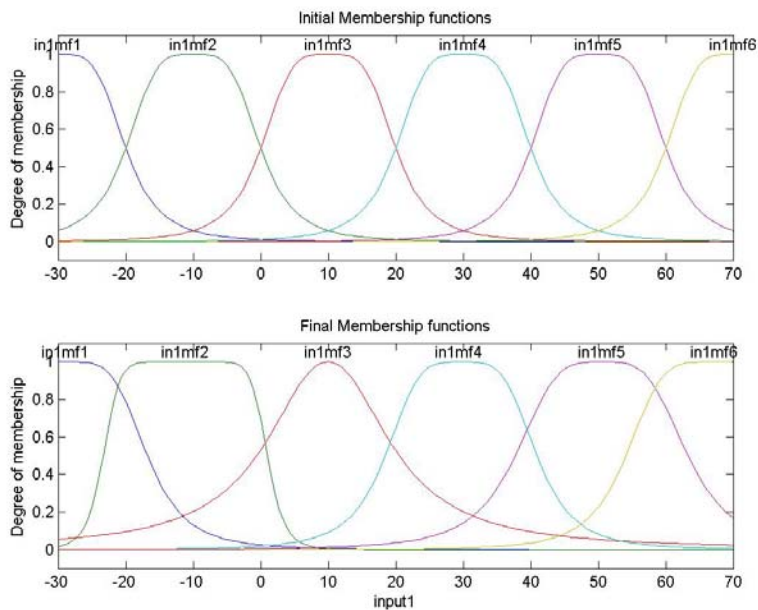 Initial Membership functions
in1mf1 in1mf2 in1mf3 in1mf4 in1mf5 in1mf6
1
0.8
0.6
0.4
0.2
0
Degree of membership
-30 -20 -10 0 10 20 30 40 50 60 70
Final Membership functions
in1mf1 in1mf2 in1mf3 in1mf4 in1mf5 in1mf6
1
0.8
0.6
0.4
0.2
0
Degree of membership
-30 -20 -10 0 10 20 30 40 50 60 70
input1